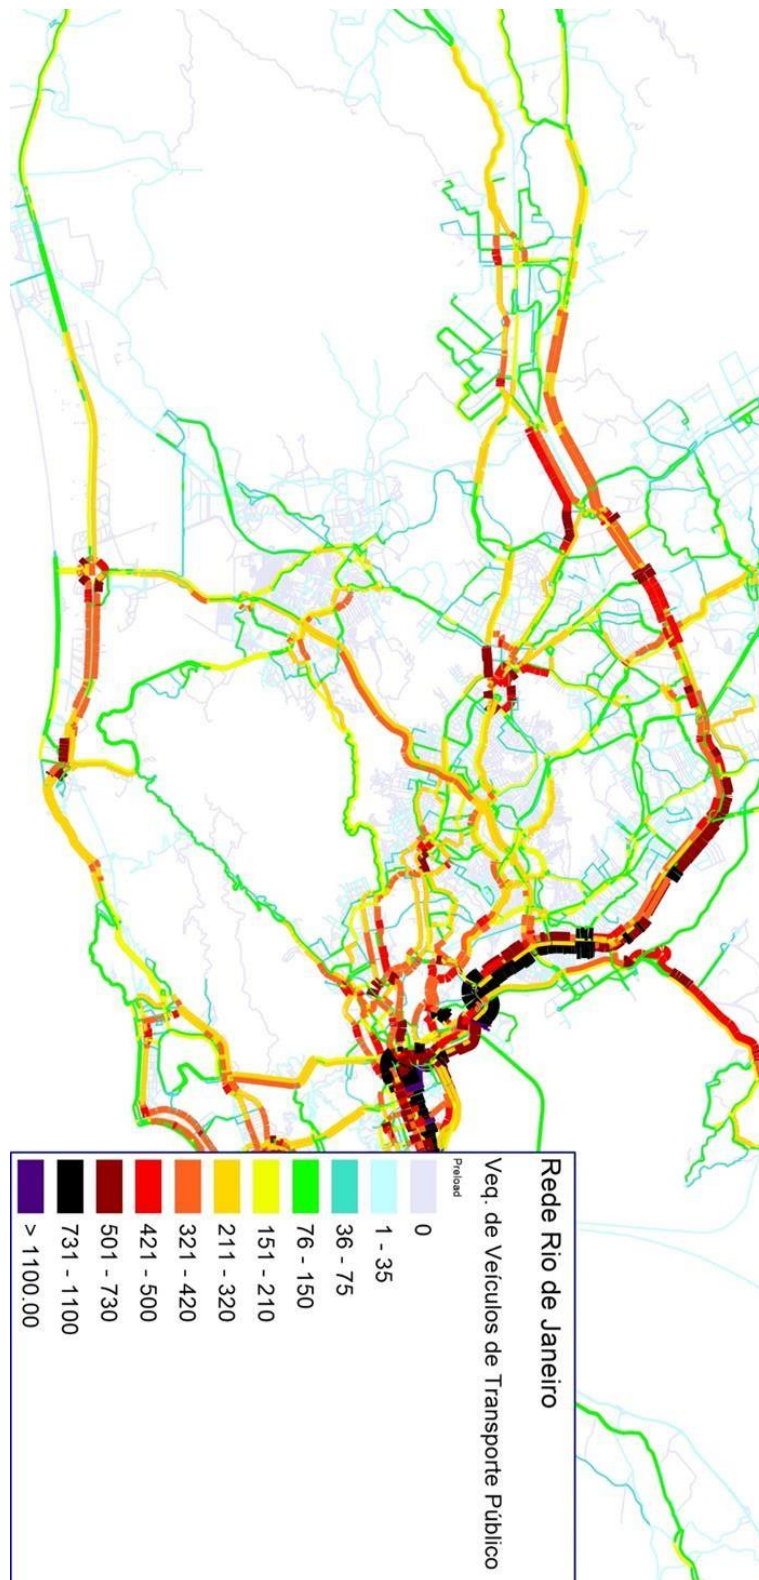 Rede Rio de Janeiro
Veq. de Veículos de Transporte Público
Preload
0
1 - 35
36 - 75
76 - 150
151 - 210
211 - 320
321 - 420
421 - 500
501 - 730
731 - 1100
> 1100.00